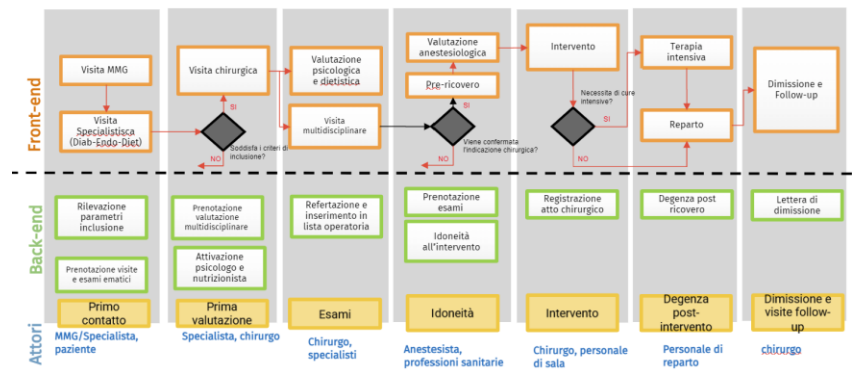 Front-end
Visita MMG
Visita
Specialistica
(Diab-Endo-Diet)
Visita chirurgica
SI
Soddisfa i criteri di
inclusione?
NO
Valutazione
psicologica
e dietistica
Visita
multidisciplinare
Valutazione
anestesiologica
Pre-ricovero
SI
Viene confermata
l'indicazione chirurgica?
NO
Intervento
Necessita di cure
intensive?
SI
NO
Terapia
intensiva
Reparto
Dimissione e
Follow-up
Back-end
Rilevazione
parametri
inclusione
Prenotazione visite
e esami ematici
Prenotazione
valutazione
multidisciplinare
Attivazione
psicologo e
nutrizionista
Refertazione e
inserimento in
lista operatoria
Prenotazione
esami
Idoneità
all'intervento
Registrazione
atto chirurgico
Degenza post
ricovero
Lettera di
dimissione
Primo
contatto
Prima
valutazione
Esami
Idoneità
Intervento
Degenza
post-
intervento
Dimissione e
visite follow-
up
Attori
MMG/Specialista,
paziente
Specialista, chirurgo
Chirurgo,
specialisti
Anestesista,
professioni sanitarie
Chirurgo, personale
di sala
Personale di
reparto
chirurgo